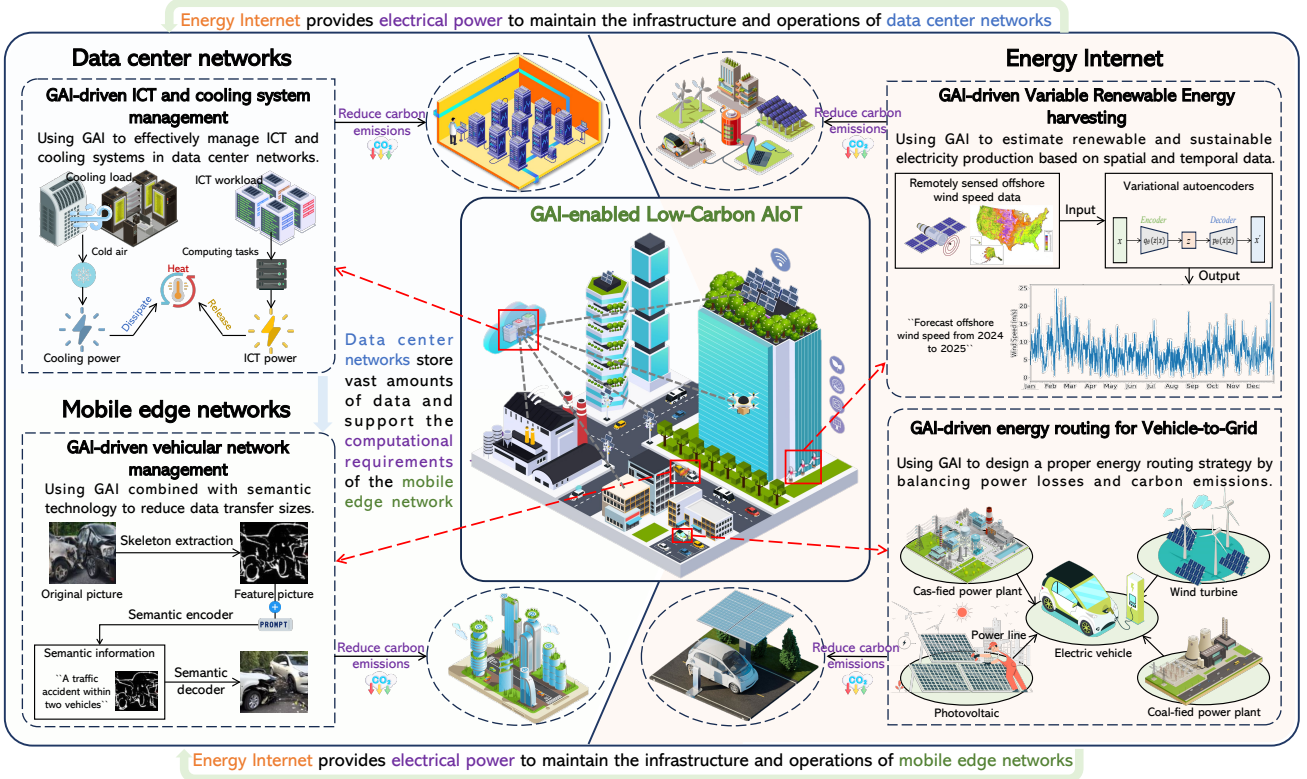 Energy Internet provides electrical power to maintain the infrastructure and operations of data center networks
Data center networks
GAI-driven ICT and cooling system
management
Using GAI to effectively manage ICT and
cooling systems in data center networks.
Cooling load
ICT workload
Cold air
Computing tasks
Heat
Dissipate
Release
Cooling power
ICT power
Reduce carbon
emissions
CO₂
Mobile edge networks
GAI-driven vehicular network
management
Using GAI combined with semantic
technology to reduce data transfer sizes.
Skeleton extraction
Original picture
Feature picture
PROMPT
Semantic encoder
Semantic information
``A traffic
accident within
two vehicles``
Semantic
decoder
Reduce carbon
emissions
CO₂
Data center
networks store
vast amounts
of data and
support the
computational
requirements
of the mobile
edge network
GAI-enabled Low-Carbon AIoT
Energy Internet
GAI-driven Variable Renewable Energy
harvesting
Using GAI to estimate renewable and sustainable
electricity production based on spatial and temporal data.
Reduce carbon
emissions
CO₂
Remotely sensed offshore
wind speed data
Input
Variational autoencoders
Encoder
Decoder
x
qφ(z|x)
z
pθ(x|z)
x'
Output
``Forecast offshore
wind speed from 2024
to 2025``
Wind Speed (m/s)
25
20
15
10
5
0
Jan Feb Mar Apr May Jun Jul Aug Sep Oct Nov Dec
GAI-driven energy routing for Vehicle-to-Grid
Using GAI to design a proper energy routing strategy by
balancing power losses and carbon emissions.
Cas-fied power plant
Wind turbine
Power line
Electric vehicle
Photovoltaic
Coal-fied power plant
Reduce carbon
emissions
CO₂
Energy Internet provides electrical power to maintain the infrastructure and operations of mobile edge networks